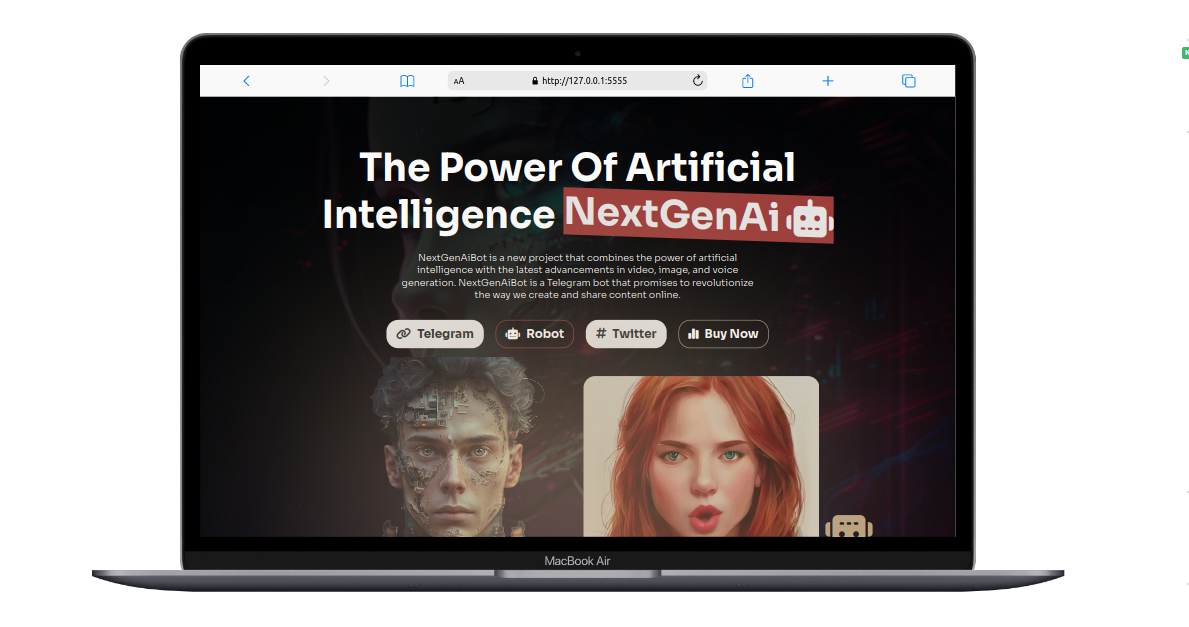 AA http://127.0.0.1:5555
The Power Of Artificial
Intelligence NextGenAi
NextGenAiBot is a new project that combines the power of artificial
intelligence with the latest advancements in video, image, and voice
generation. NextGenAiBot is a Telegram bot that promises to revolutionize
the way we create and share content online.
Telegram Robot # Twitter Buy Now
MacBook Air